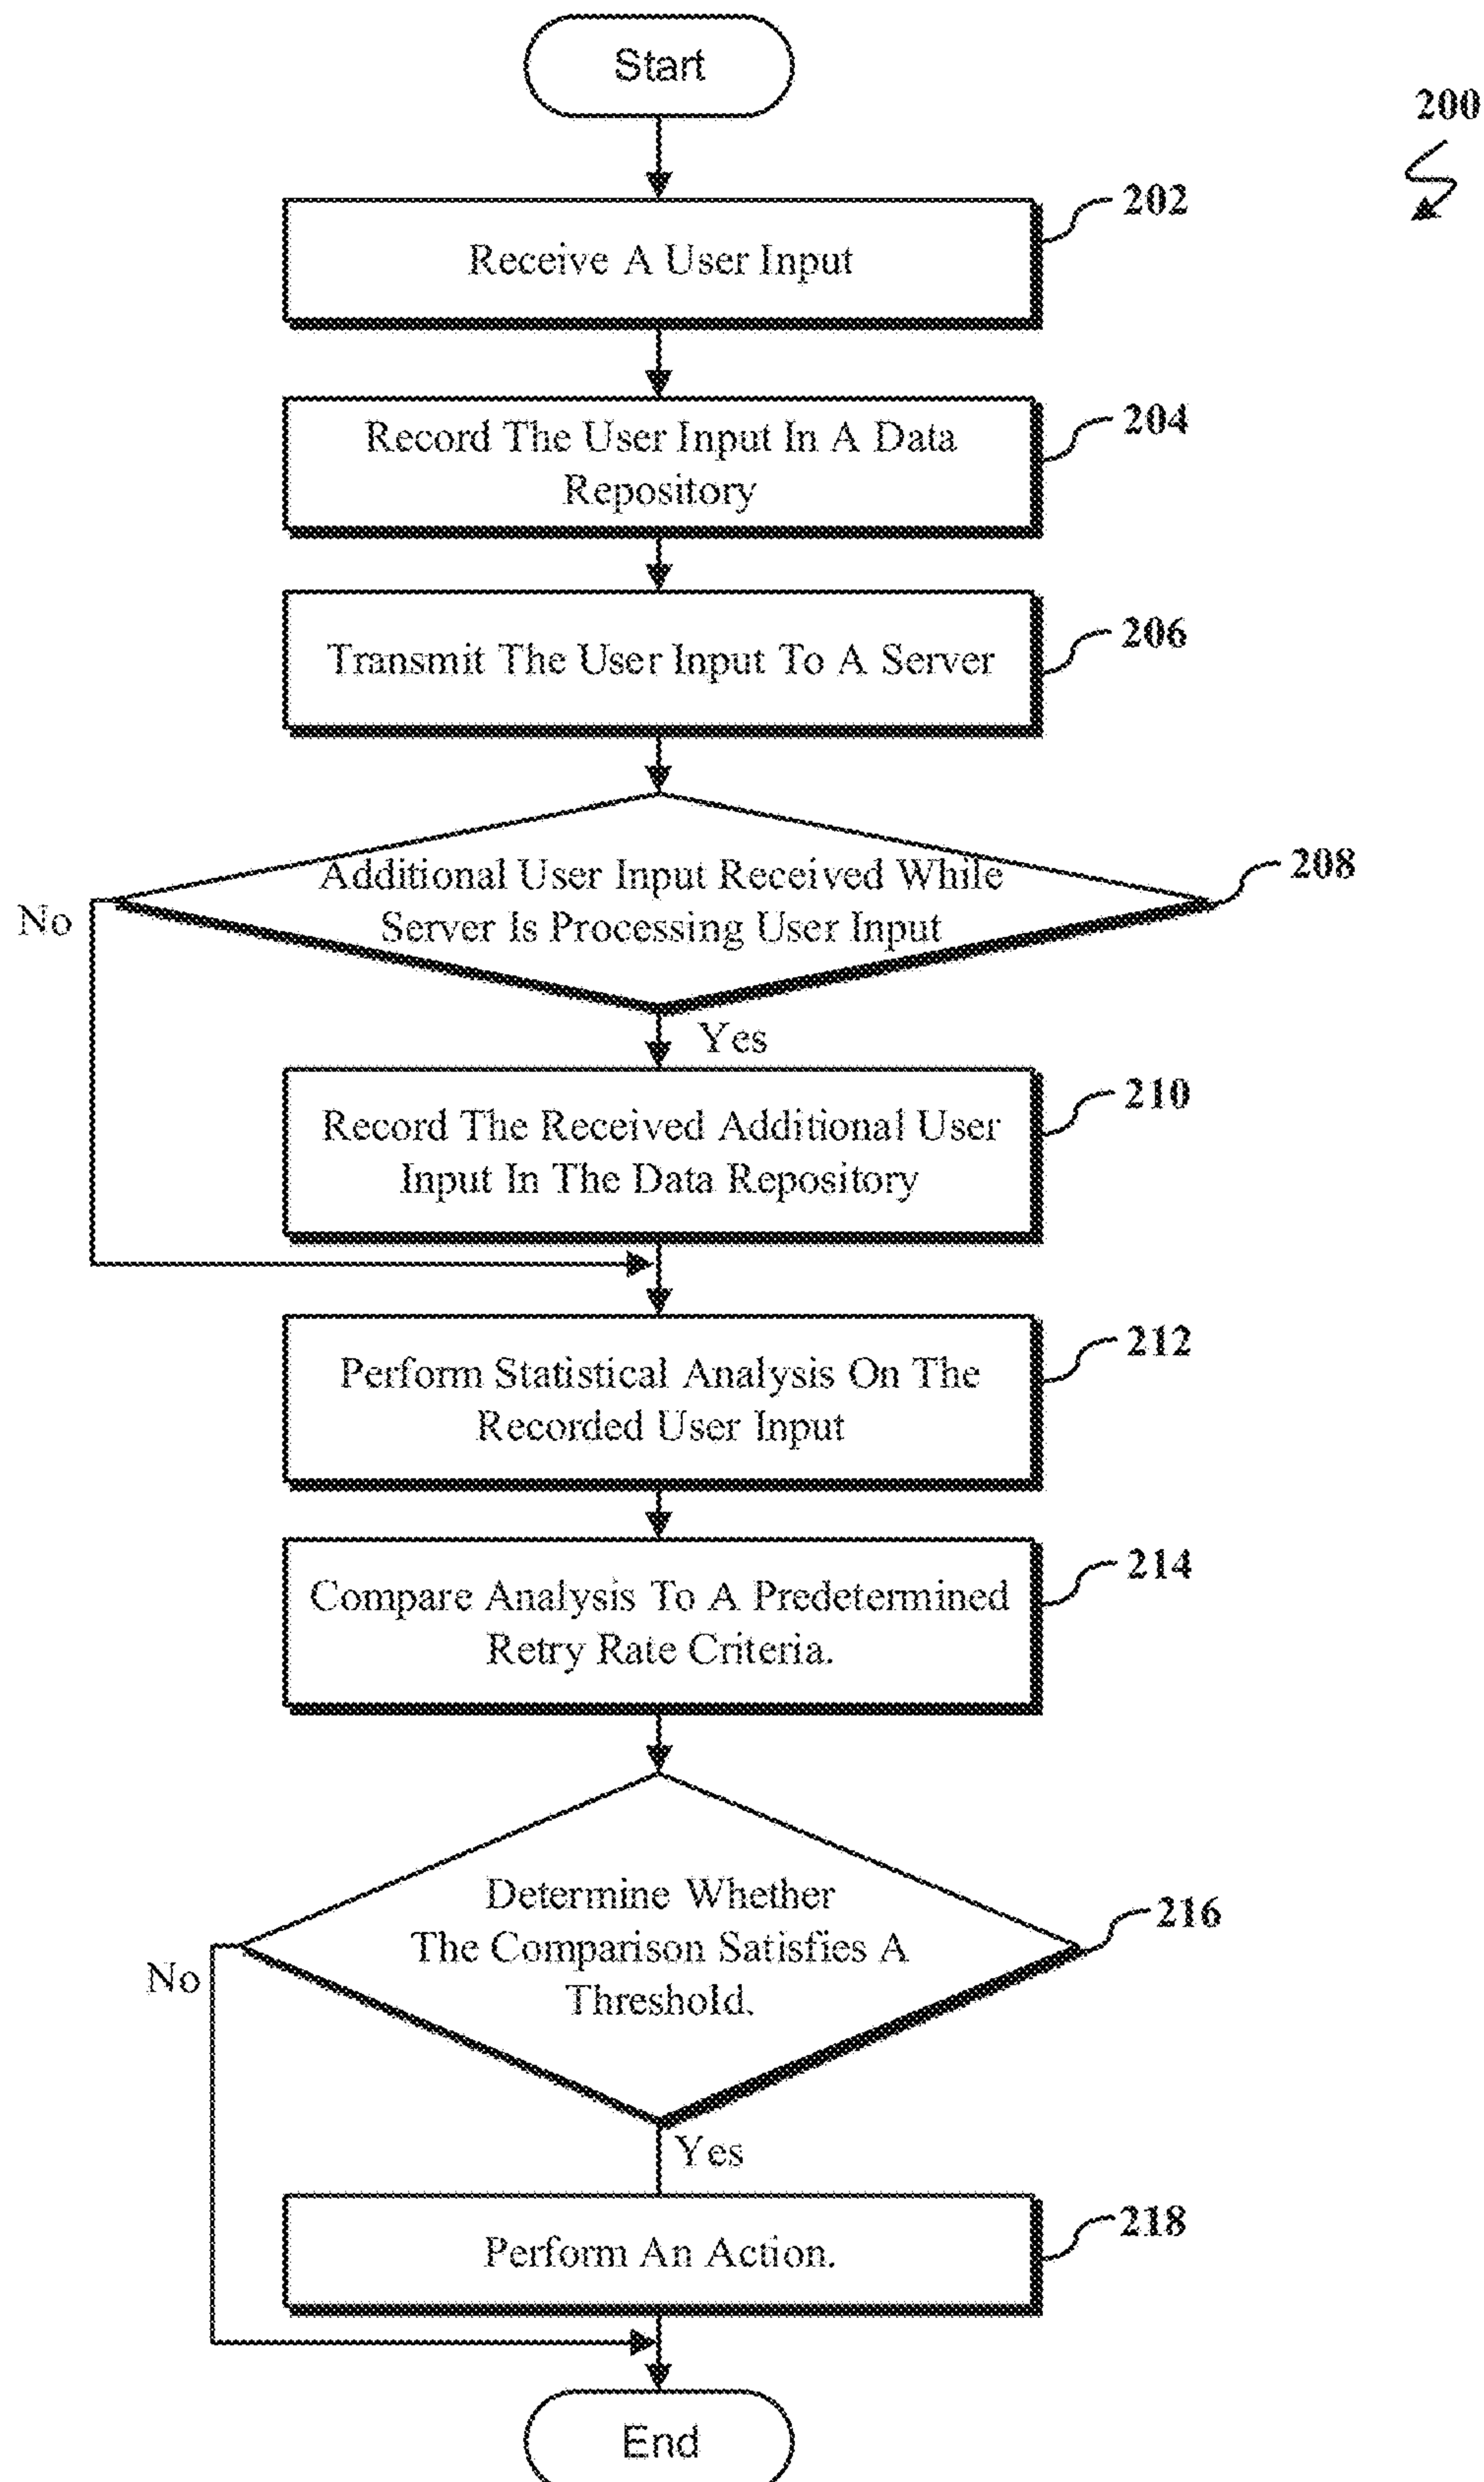 Start
200
202
Receive A User Input
204
Record The User Input In A Data
Repository
206
Transmit The User Input To A Server
208
Additional User Input Received While
Server Is Processing User Input
No
Yes
210
Record The Received Additional User
Input In The Data Repository
212
Perform Statistical Analysis On The
Recorded User Input
214
Compare Analysis To A Predetermined
Retry Rate Criteria.
216
Determine Whether
The Comparison Satisfies A
Threshold.
No
Yes
218
Perform An Action.
End